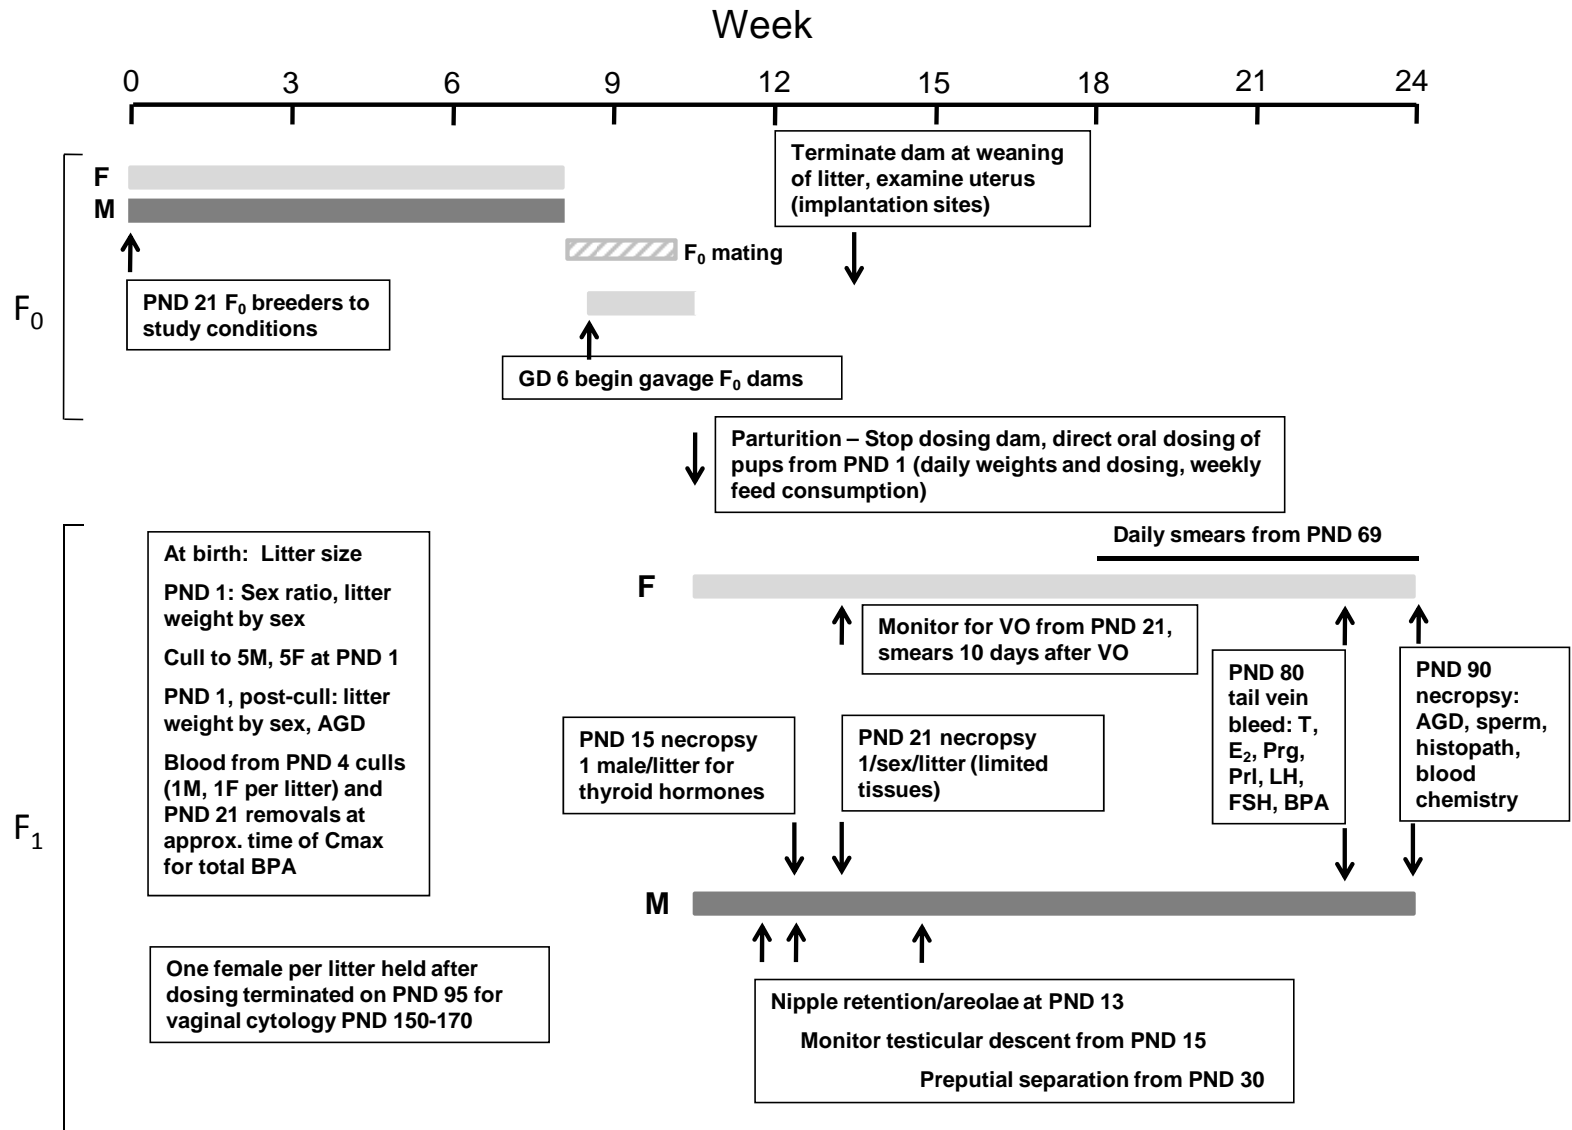 Week
0 3 6 9 12 15 18 21 24
F
M
Terminate dam at weaning
of litter, examine uterus
(implantation sites)
F₀ mating
F₀
PND 21 F₀ breeders to
study conditions
GD 6 begin gavage F₀ dams
Parturition – Stop dosing dam, direct oral dosing of
pups from PND 1 (daily weights and dosing, weekly
feed consumption)
F₁
At birth: Litter size
PND 1: Sex ratio, litter
weight by sex
Cull to 5M, 5F at PND 1
PND 1, post-cull: litter
weight by sex, AGD
Blood from PND 4 culls
(1M, 1F per litter) and
PND 21 removals at
approx. time of Cmax
for total BPA
One female per litter held after
dosing terminated on PND 95 for
vaginal cytology PND 150-170
Daily smears from PND 69
F
Monitor for VO from PND 21,
smears 10 days after VO
PND 15 necropsy
1 male/litter for
thyroid hormones
PND 21 necropsy
1/sex/litter (limited
tissues)
PND 80
tail vein
bleed: T,
E₂, Prg,
Prl, LH,
FSH, BPA
PND 90
necropsy:
AGD, sperm,
histopath,
blood
chemistry
M
Nipple retention/areolae at PND 13
Monitor testicular descent from PND 15
Preputial separation from PND 30